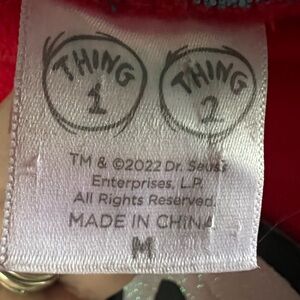 THING 1 THING 2
TM & ©2022 Dr. Seuss
Enterprises, L.P.
All Rights Reserved.
MADE IN CHINA
M